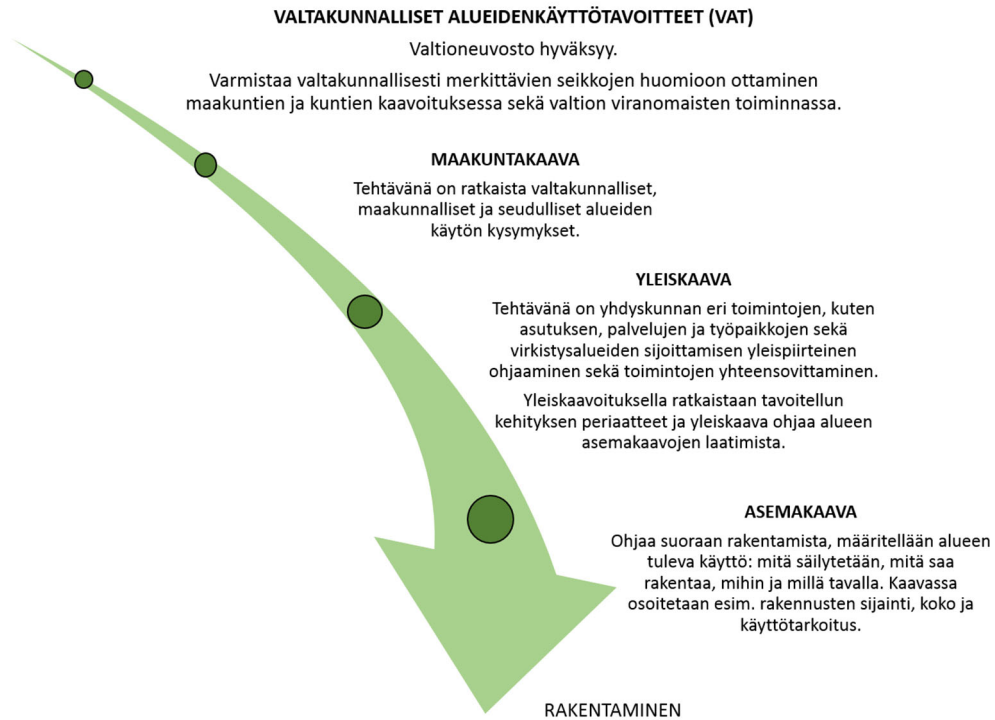 VALTAKUNNALLISET ALUEIDENKÄYTTÖTAVOITTEET (VAT)
Valtioneuvosto hyväksyy.
Varmistaa valtakunnallisesti merkittävien seikkojen huomioon ottaminen
maakuntien ja kuntien kaavoituksessa sekä valtion viranomaisten toiminnassa.
MAAKUNTAKAAVA
Tehtävänä on ratkaista valtakunnalliset,
maakunnalliset ja seudulliset alueiden
käytön kysymykset.
YLEISKAAVA
Tehtävänä on yhdyskunnan eri toimintojen, kuten
asutuksen, palvelujen ja työpaikkojen sekä
virkistysalueiden sijoittamisen yleispiirteinen
ohjaaminen sekä toimintojen yhteensovittaminen.
Yleiskaavoituksella ratkaistaan tavoitellun
kehityksen periaatteet ja yleiskaava ohjaa alueen
asemakaavojen laatimista.
ASEMAKAAVA
Ohjaa suoraan rakentamista, määritellään alueen
tuleva käyttö: mitä säilytetään, mitä saa
rakentaa, mihin ja millä tavalla. Kaavassa
osoitetaan esim. rakennusten sijainti, koko ja
käyttötarkoitus.
RAKENTAMINEN